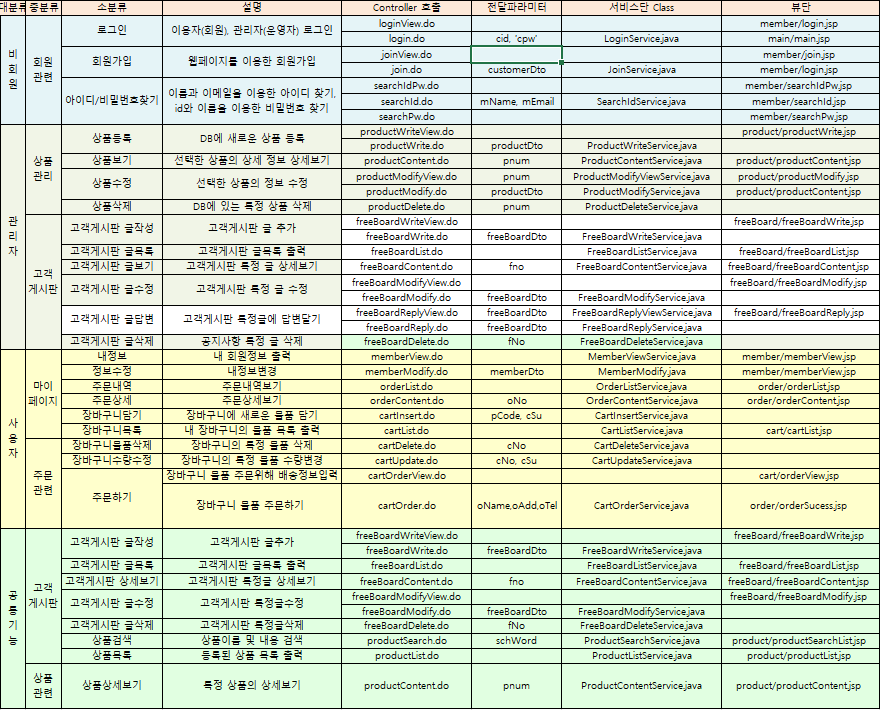 대분류 중분류 소분류 설명 Controller 호출 전달파라미터 서비스단 Class 뷰단
비회원 회원관련 로그인 이용자(회원), 관리자(운영자) 로그인 loginView.do member/login.jsp
login.do cid, 'cpw' LoginService.java main/main.jsp
회원가입 웹페이지를 이용한 회원가입 joinView.do member/join.jsp
join.do customerDto JoinService.java member/login.jsp
아이디/비밀번호찾기 이름과 이메일을 이용한 아이디 찾기, id와 이름을 이용한 비밀번호 찾기 searchIdPw.do member/searchIdPw.jsp
searchId.do mName, mEmail SearchIdService.java member/searchId.jsp
searchPw.do member/searchPw.jsp
관리자 상품관리 상품등록 DB에 새로운 상품 등록 productWriteView.do product/productWrite.jsp
productWrite.do productDto ProductWriteService.java
상품보기 선택한 상품의 상세 정보 상세보기 productContent.do pnum ProductContentService.java product/productContent.jsp
상품수정 선택한 상품의 정보 수정 productModifyView.do pnum ProductModifyViewService.java product/productModify.jsp
productModify.do productDto ProductModifyService.java product/productContent.jsp
상품삭제 DB에 있는 특정 상품 삭제 productDelete.do pnum ProductDeleteService.java
고객게시판 고객게시판 글작성 고객게시판 글 추가 freeBoardWriteView.do freeBoard/freeBoardWrite.jsp
freeBoardWrite.do freeBoardDto FreeBoardWriteService.java
고객게시판 글목록 고객게시판 글목록 출력 freeBoardList.do FreeBoardListService.java freeBoard/freeBoardList.jsp
고객게시판 글보기 고객게시판 특정 글 상세보기 freeBoardContent.do fno FreeBoardContentService.java freeBoard/freeBoardContent.jsp
고객게시판 글수정 고객게시판 특정 글 수정 freeBoardModifyView.do freeBoard/freeBoardModify.jsp
freeBoardModify.do freeBoardDto FreeBoardModifyService.java
고객게시판 글답변 고객게시판 특정글에 답변달기 freeBoardReplyView.do freeBoardDto FreeBoardReplyViewService.java freeBoard/freeBoardReply.jsp
freeBoardReply.do freeBoardDto FreeBoardReplyService.java
고객게시판 글삭제 공지사항 특정 글 삭제 freeBoardDelete.do fNo FreeBoardDeleteService.java
사용자 마이페이지 내정보 내 회원정보 출력 memberView.do MemberViewService.java member/memberView.jsp
정보수정 내정보변경 memberModify.do memberDto MemberModify.java member/memberView.jsp
주문내역 주문내역보기 orderList.do OrderListService.java order/orderList.jsp
주문상세 주문상세보기 orderContent.do oNo OrderContentService.java order/orderContent.jsp
장바구니담기 장바구니에 새로운 물품 담기 cartInsert.do pCode, cSu CartInsertService.java
장바구니목록 내 장바구니의 물품 목록 출력 cartList.do CartListService.java cart/cartList.jsp
주문관련 장바구니물품삭제 장바구니의 특정 물품 삭제 cartDelete.do cNo CartDeleteService.java
장바구니수량수정 장바구니의 특정 물품 수량변경 cartUpdate.do cNo, cSu CartUpdateService.java
주문하기 장바구니 물품 주문위해 배송정보입력 cartOrderView.do cart/orderView.jsp
장바구니 물품 주문하기 cartOrder.do oName,oAdd,oTel CartOrderService.java order/orderSucess.jsp
공통기능 고객게시판 고객게시판 글작성 고객게시판 글추가 freeBoardWriteView.do freeBoard/freeBoardWrite.jsp
freeBoardWrite.do freeBoardDto FreeBoardWriteService.java
고객게시판 글목록 고객게시판 글목록 출력 freeBoardList.do FreeBoardListService.java freeBoard/freeBoardList.jsp
고객게시판 상세보기 고객게시판 특정글 상세보기 freeBoardContent.do fno FreeBoardContentService.java freeBoard/freeBoardContent.jsp
고객게시판 글수정 고객게시판 특정글수정 freeBoardModifyView.do freeBoard/freeBoardModify.jsp
freeBoardModify.do freeBoardDto FreeBoardModifyService.java
고객게시판 글삭제 고객게시판 특정글삭제 freeBoardDelete.do fNo FreeBoardDeleteService.java
상품검색 상품이름 및 내용 검색 productSearch.do schWord ProductSearchService.java product/productSearchList.jsp
상품목록 등록된 상품 목록 출력 productList.do ProductListService.java product/productList.jsp
상품관련 상품상세보기 특정 상품의 상세보기 productContent.do pnum ProductContentService.java product/productContent.jsp